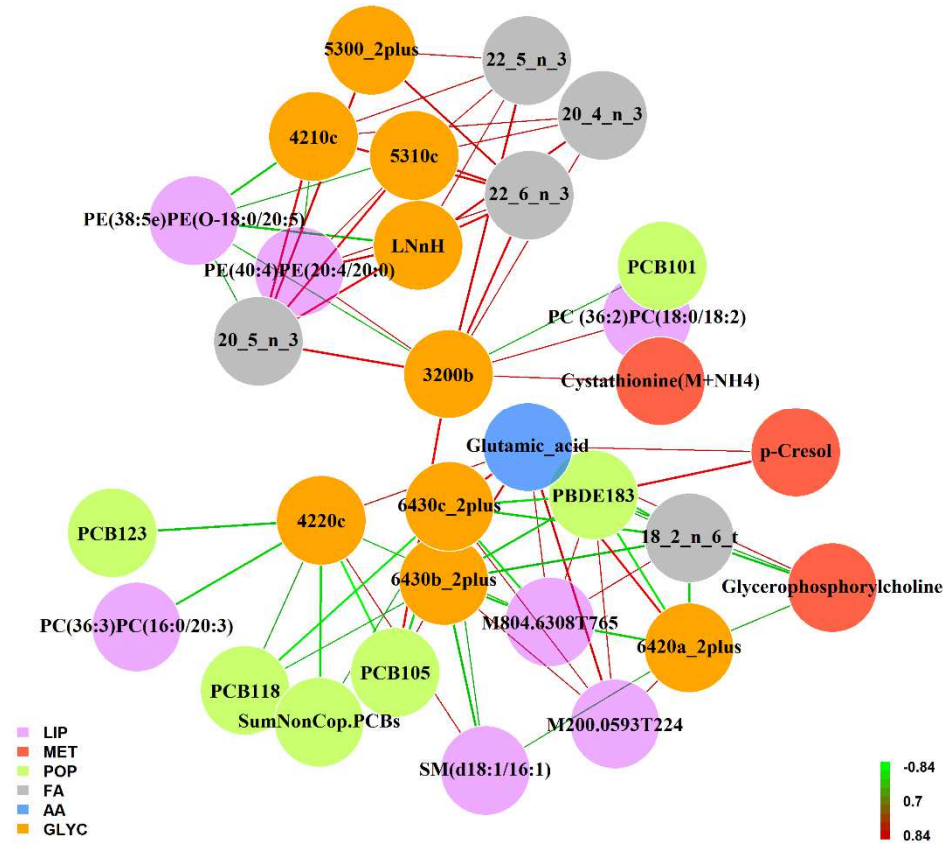 5300_2plus
22_5_n_3
20_4_n_3
4210c
5310c
22_6_n_3
PE(38:5e)PE(O-18:0/20:5)
LNnH
PE(40:4)PE(20:4/20:0)
PCB101
PC (36:2)PC(18:0/18:2)
20_5_n_3
3200b
Cystathionine(M+NH4)
Glutamic_acid
p-Cresol
PBDE183
6430c_2plus
4220c
PCB123
18_2_n_6_t
6430b_2plus
Glycerophosphorylcholine
M804.6308T765
PC(36:3)PC(16:0/20:3)
6420a_2plus
PCB105
PCB118
SumNonCop.PCBs
M200.0593T224
SM(d18:1/16:1)
LIP
MET
POP
FA
AA
GLYC
-0.84
0.7
0.84